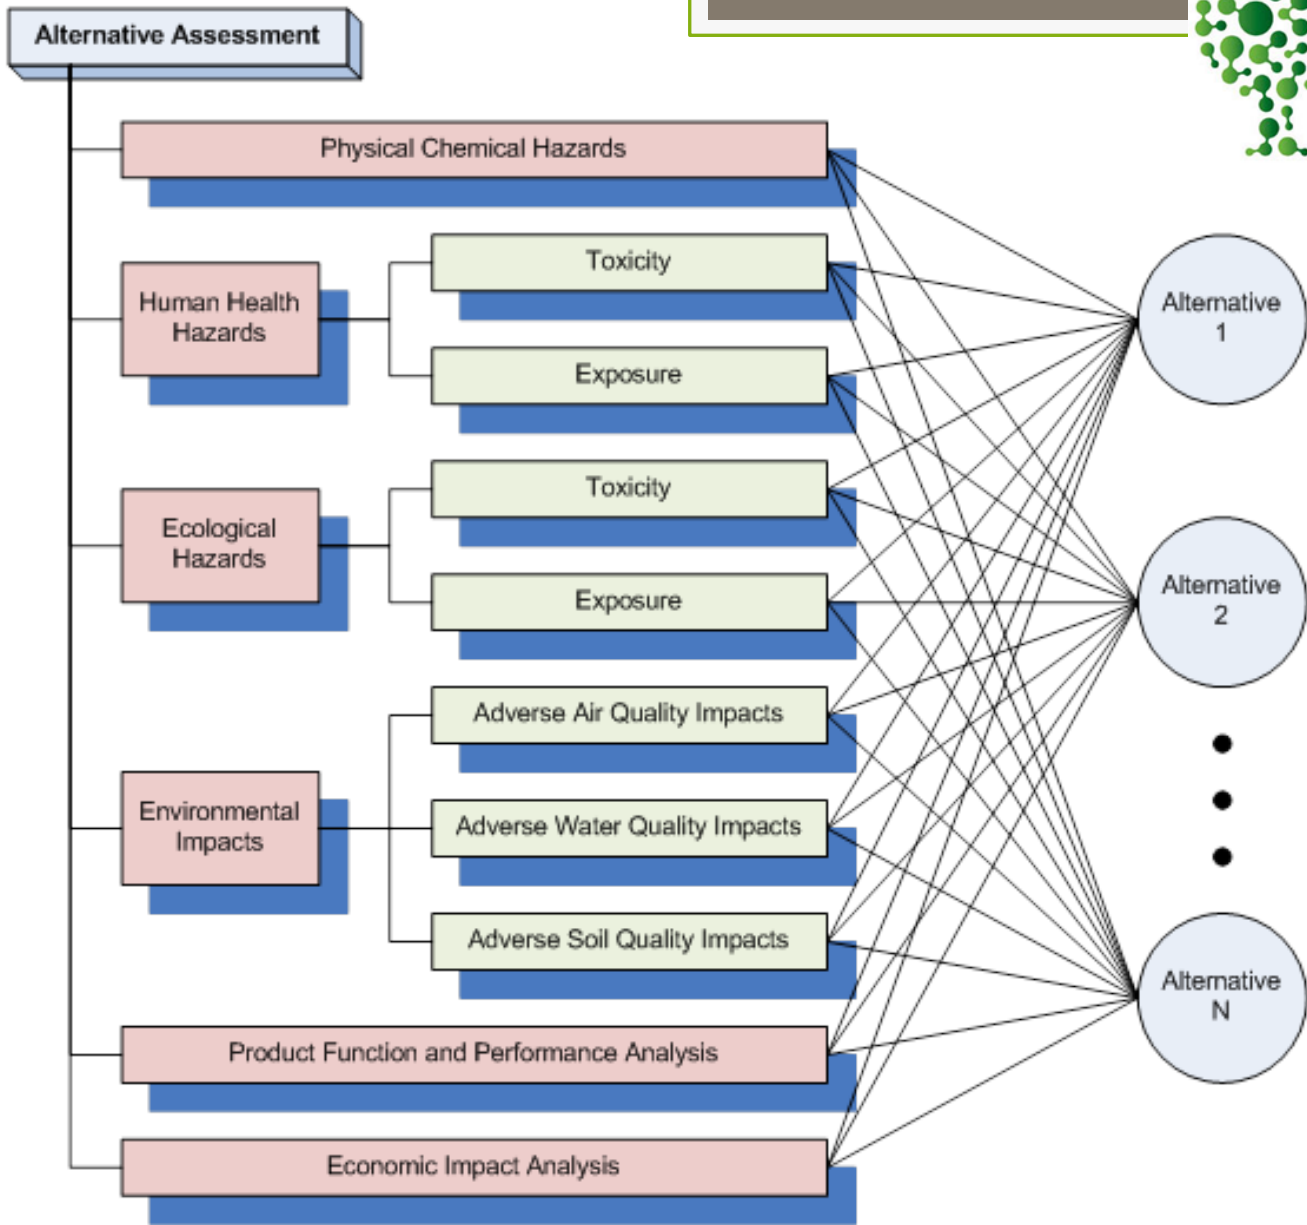 Alternative Assessment
Physical Chemical Hazards
Human Health
Hazards
Toxicity
Exposure
Ecological
Hazards
Toxicity
Exposure
Environmental
Impacts
Adverse Air Quality Impacts
Adverse Water Quality Impacts
Adverse Soil Quality Impacts
Product Function and Performance Analysis
Economic Impact Analysis
Alternative
1
Alternative
2
Alternative
N